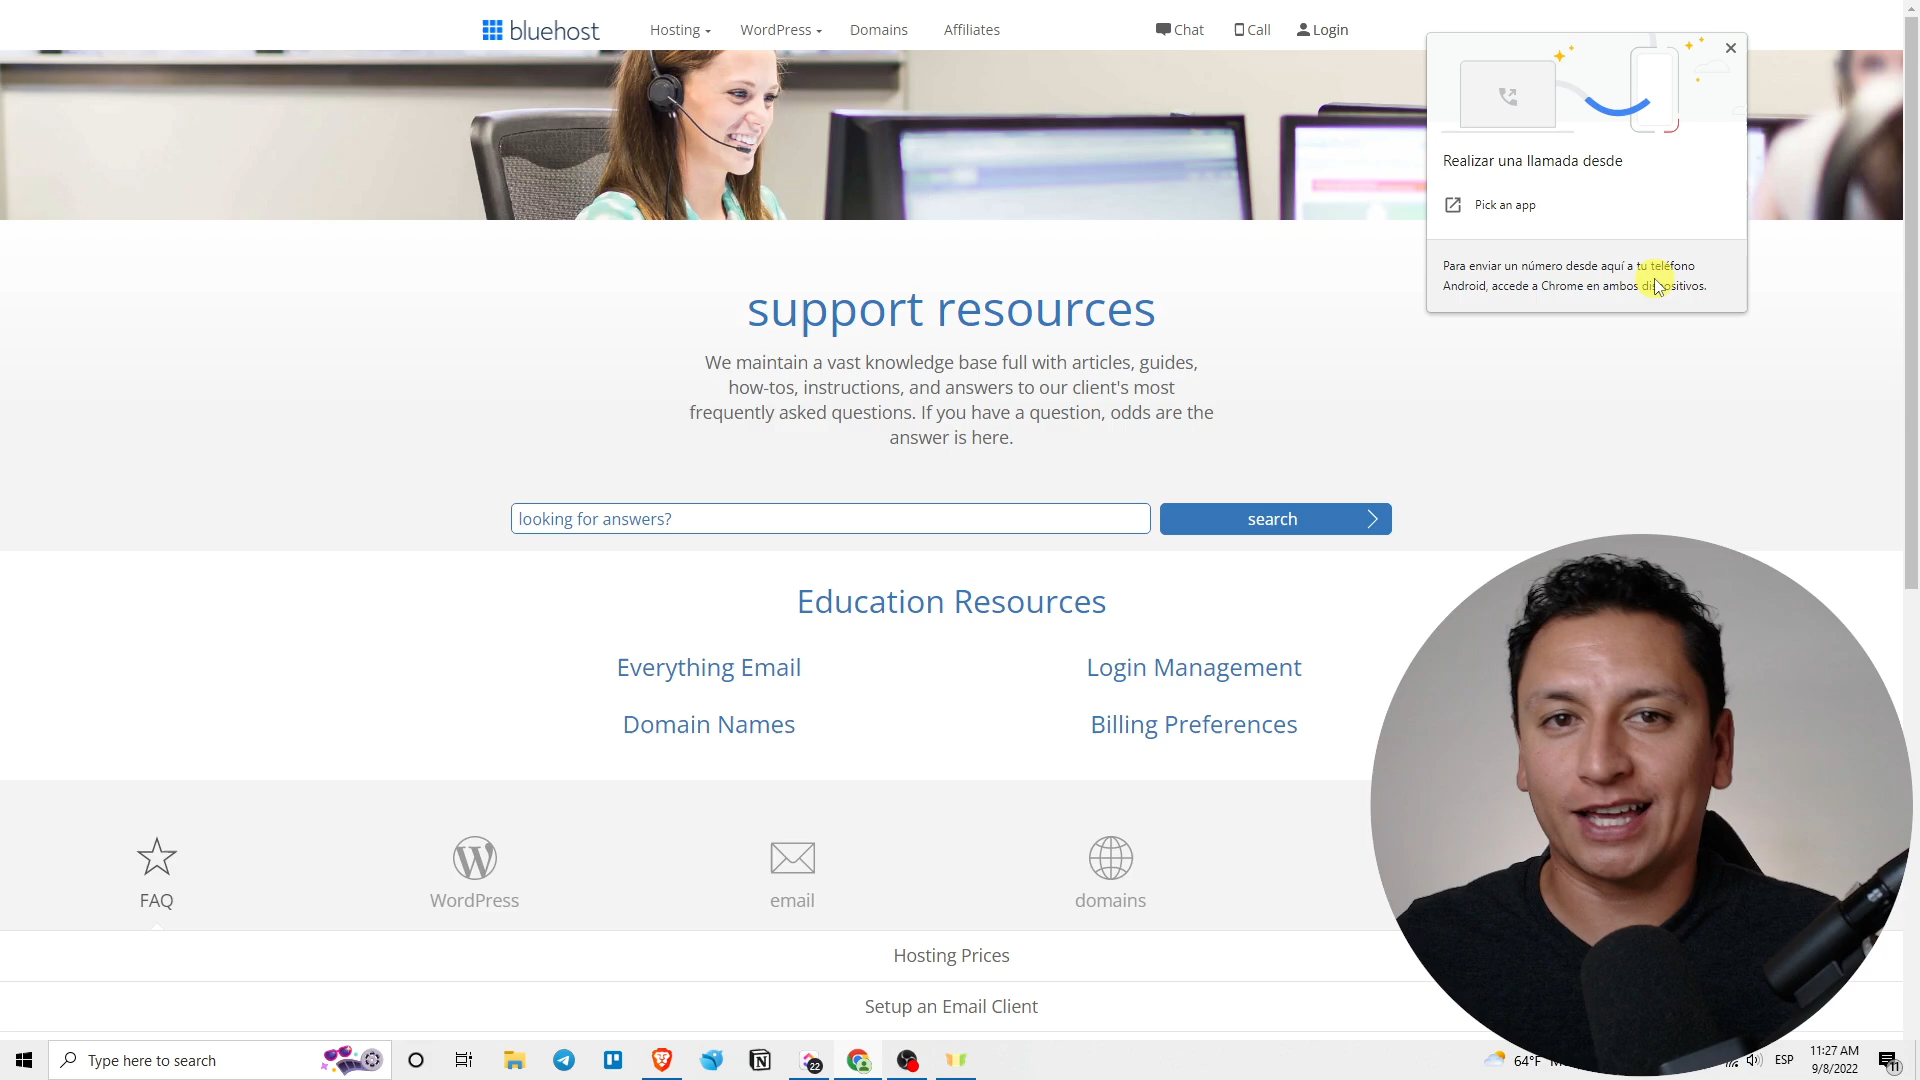 bluehost Hosting WordPress Domains Affiliates Chat Call Login
Realizar una llamada desde
Pick an app
Para enviar un número desde aquí a tu teléfono
Android, accede a Chrome en ambos dispositivos.
support resources
We maintain a vast knowledge base full with articles, guides,
how-tos, instructions, and answers to our client's most
frequently asked questions. If you have a question, odds are the
answer is here.
looking for answers? search
Education Resources
Everything Email Login Management
Domain Names Billing Preferences
FAQ WordPress email domains
Hosting Prices
Setup an Email Client
Type here to search 22 64°F ESP 11:27 AM
9/8/2022 11